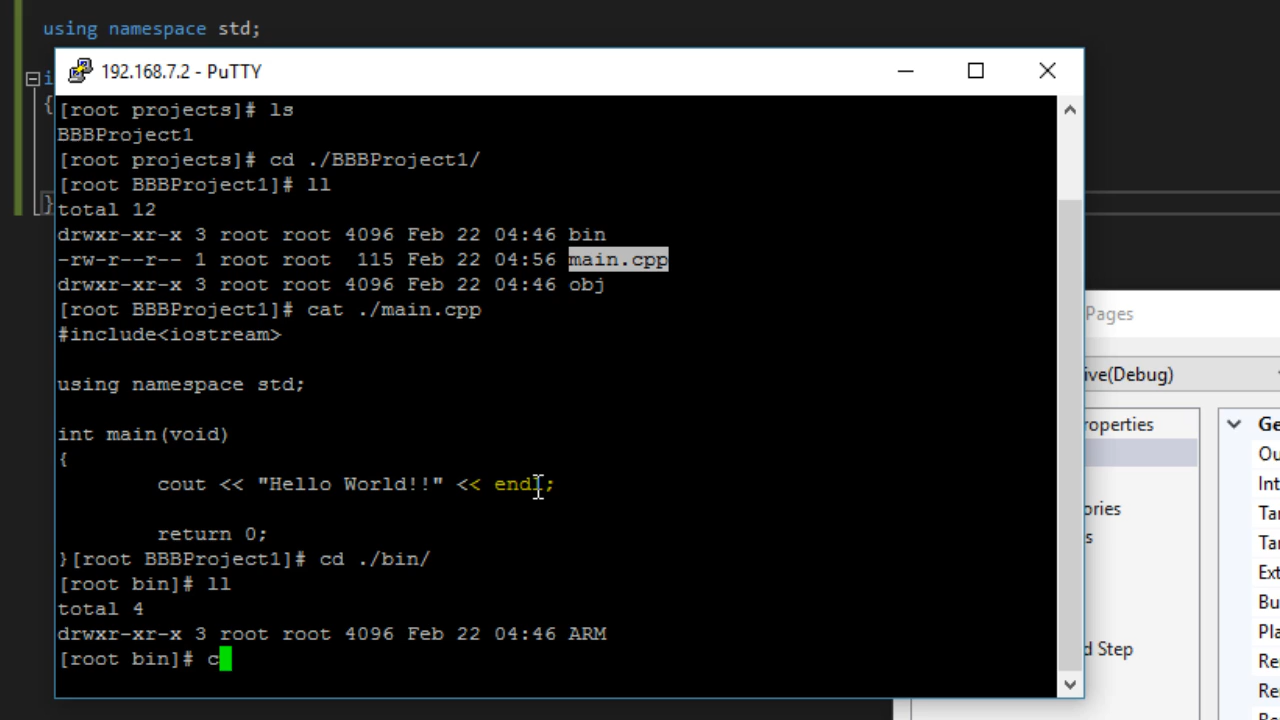 using namespace std;
i
{
}
192.168.7.2 - PuTTY
[root projects]# ls
BBBProject1
[root projects]# cd ./BBBProject1/
[root BBBProject1]# ll
total 12
drwxr-xr-x 3 root root 4096 Feb 22 04:46 bin
-rw-r--r-- 1 root root  115 Feb 22 04:56 main.cpp
drwxr-xr-x 3 root root 4096 Feb 22 04:46 obj
[root BBBProject1]# cat ./main.cpp
#include<iostream>
using namespace std;
int main(void)
{
cout << "Hello World!!" << endl;
return 0;
}[root BBBProject1]# cd ./bin/
[root bin]# ll
total 4
drwxr-xr-x 3 root root 4096 Feb 22 04:46 ARM
[root bin]# c
Pages
ive(Debug)
roperties
ories
s
d Step
Ge
Ou
Int
Tar
Tar
Ext
Bu
Pla
Re
Re